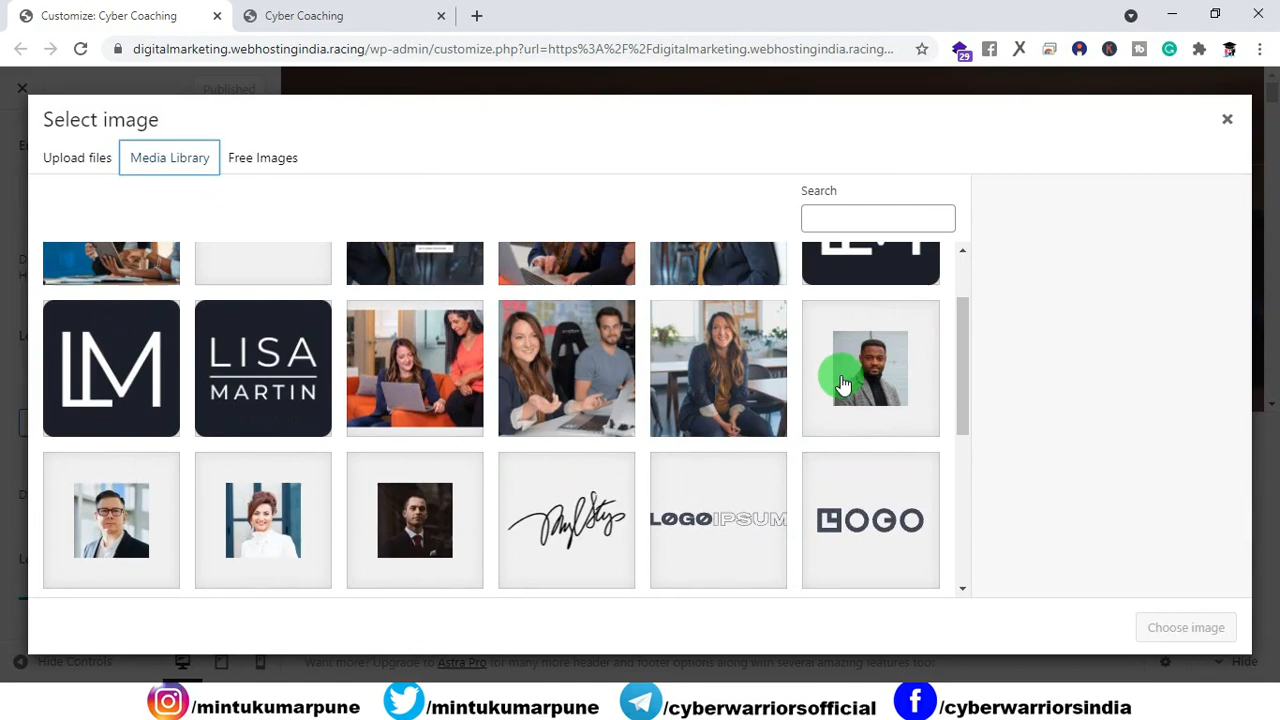 Customize: Cyber Coaching
Cyber Coaching
digitalmarketing.webhostingindia.racing/wp-admin/customize.php?url=https%3A%2F%2Fdigitalmarketing.webhostingindia.racing...
29
Published
Select image
Upload files
Media Library
Free Images
Search
LM
LISA
MARTIN
LOGOIPSUM
LOGO
Choose image
Hide Controls
Want more? Upgrade to Astra Pro for many more header and footer options along with several amazing features too!
Hide
/mintukumarpune
/mintukumarpune
/cyberwarriorsofficial
/cyberwarriorsindia